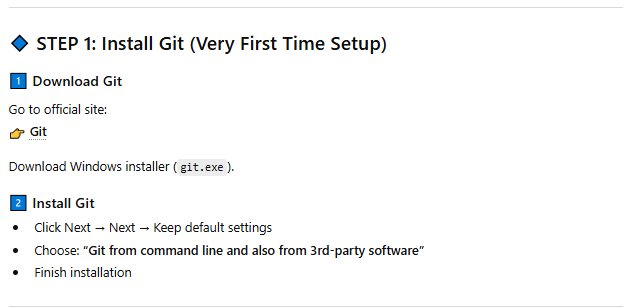 🔷 STEP 1: Install Git (Very First Time Setup)
1️⃣ Download Git
Go to official site:
👉 Git
Download Windows installer (git.exe).
2️⃣ Install Git
• Click Next → Next → Keep default settings
• Choose: “Git from command line and also from 3rd-party software”
• Finish installation